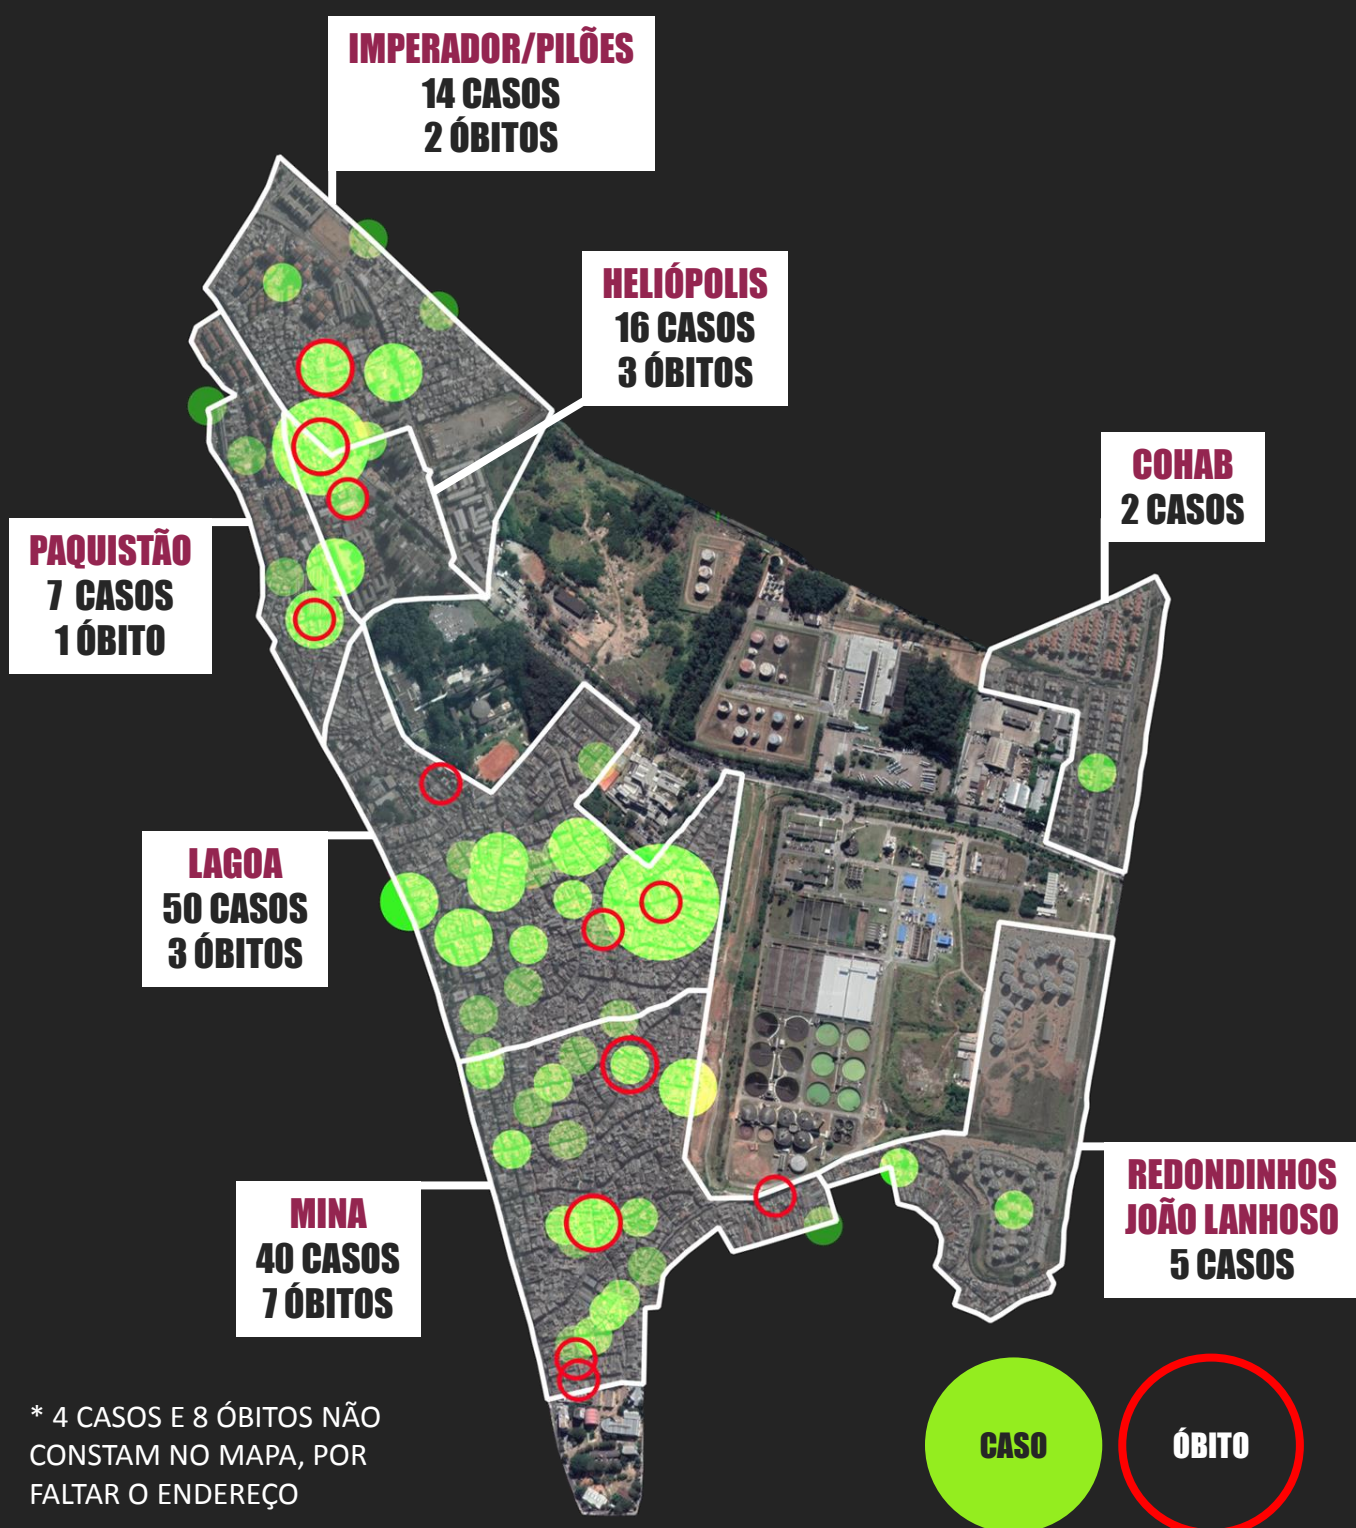 IMPERADOR/PILÕES
14 CASOS
2 ÓBITOS
HELIÓPOLIS
16 CASOS
3 ÓBITOS
COHAB
2 CASOS
PAQUISTÃO
7 CASOS
1 ÓBITO
LAGOA
50 CASOS
3 ÓBITOS
MINA
40 CASOS
7 ÓBITOS
REDONDINHOS
JOÃO LANHOSO
5 CASOS
* 4 CASOS E 8 ÓBITOS NÃO
CONSTAM NO MAPA, POR
FALTAR O ENDEREÇO
CASO
ÓBITO